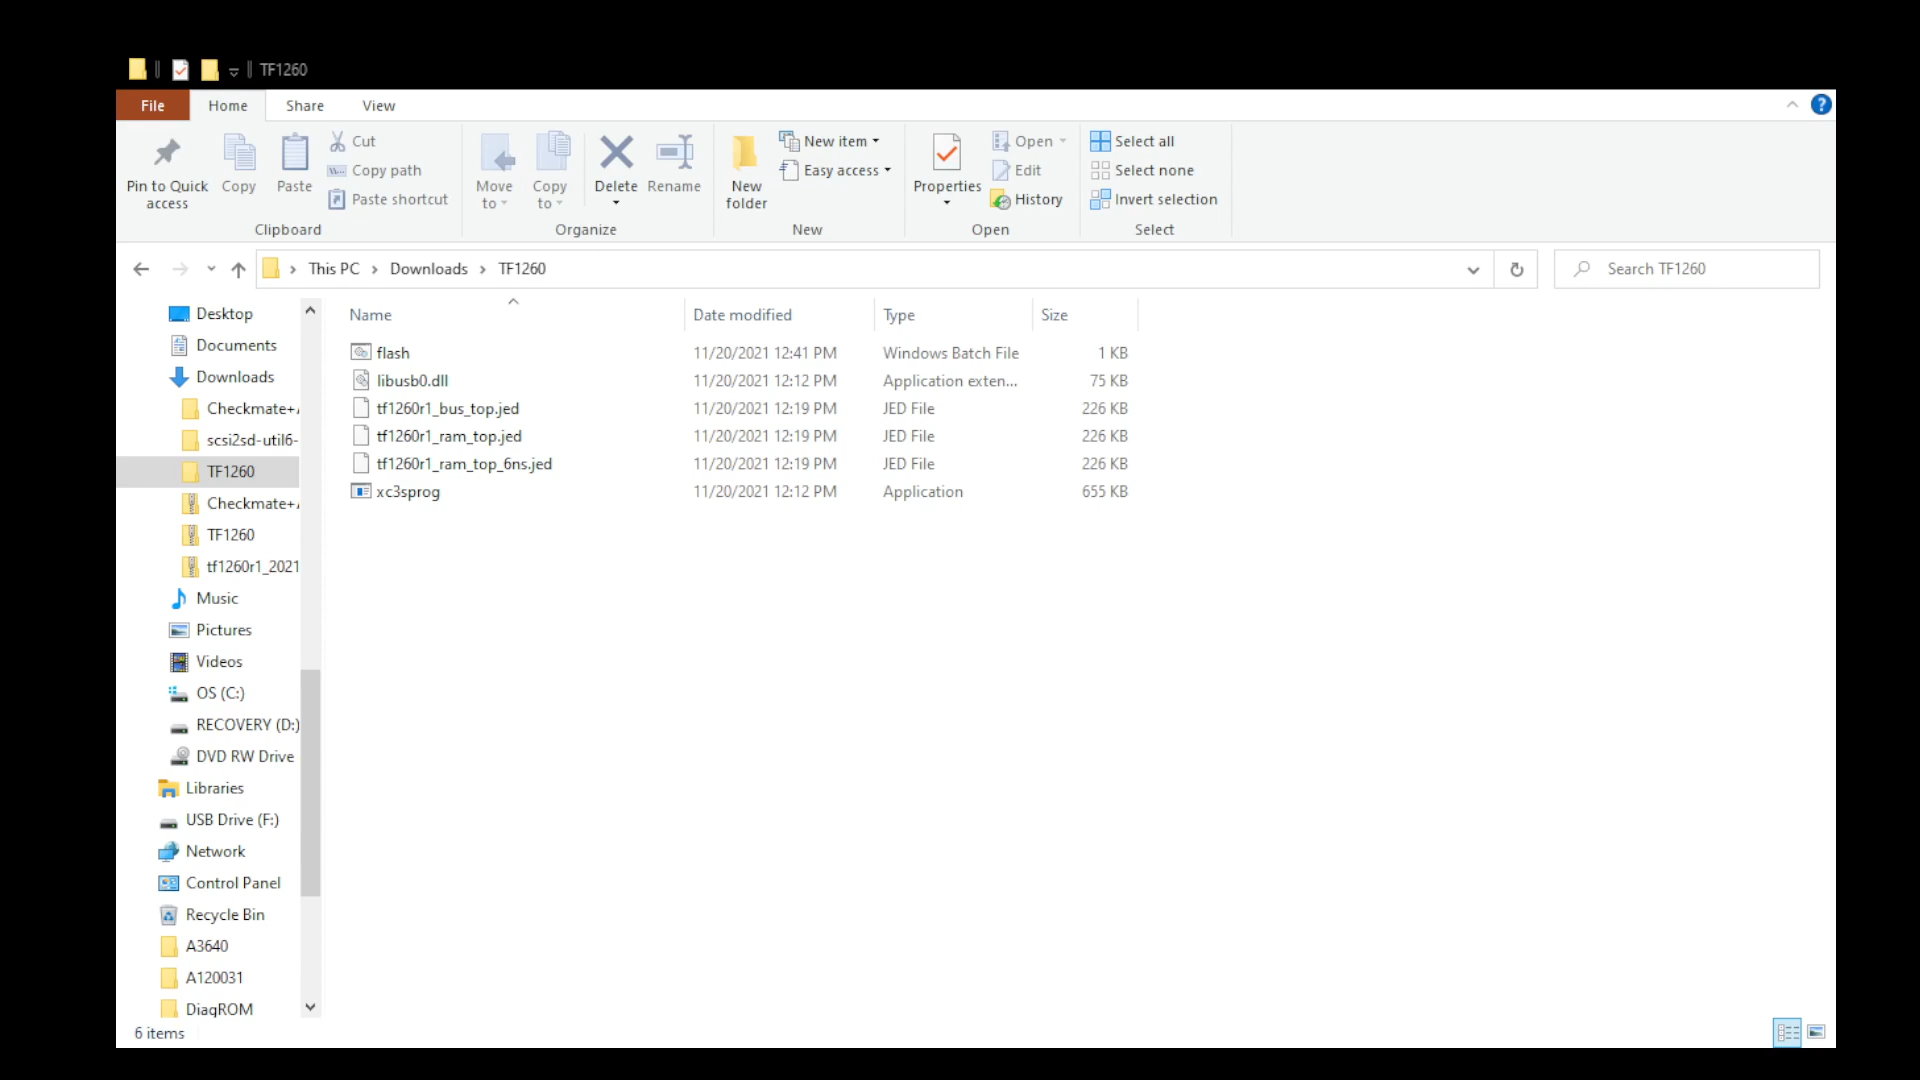 TF1260
File
Home
Share
View
Pin to Quick access
Copy
Paste
Cut
Copy path
Paste shortcut
Clipboard
Move to
Copy to
Delete
Rename
Organize
New folder
New item
Easy access
New
Properties
Open
Edit
History
Open
Select all
Select none
Invert selection
Select
This PC > Downloads > TF1260
Search TF1260
Desktop
Documents
Downloads
Checkmate+
scsi2sd-util6-
TF1260
Checkmate+
TF1260
tf1260r1_2021
Music
Pictures
Videos
OS (C:)
RECOVERY (D:)
DVD RW Drive
Libraries
USB Drive (F:)
Network
Control Panel
Recycle Bin
A3640
A120031
DiagROM
Name Date modified Type Size
flash 11/20/2021 12:41 PM Windows Batch File 1 KB
libusb0.dll 11/20/2021 12:12 PM Application exten... 75 KB
tf1260r1_bus_top.jed 11/20/2021 12:19 PM JED File 226 KB
tf1260r1_ram_top.jed 11/20/2021 12:19 PM JED File 226 KB
tf1260r1_ram_top_6ns.jed 11/20/2021 12:19 PM JED File 226 KB
xc3sprog 11/20/2021 12:12 PM Application 655 KB
6 items